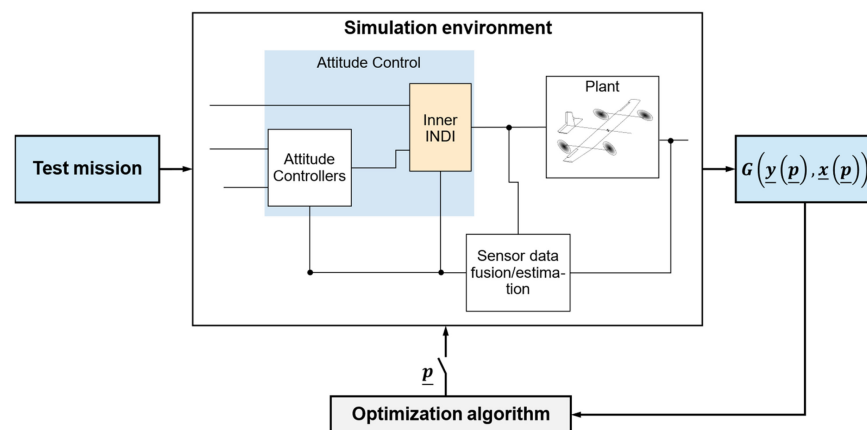 Simulation environment
Attitude Control
Plant
Inner
INDI
Test mission
Attitude
Controllers
G(y(p), x(p))
Sensor data
fusion/estima-
tion
p
Optimization algorithm